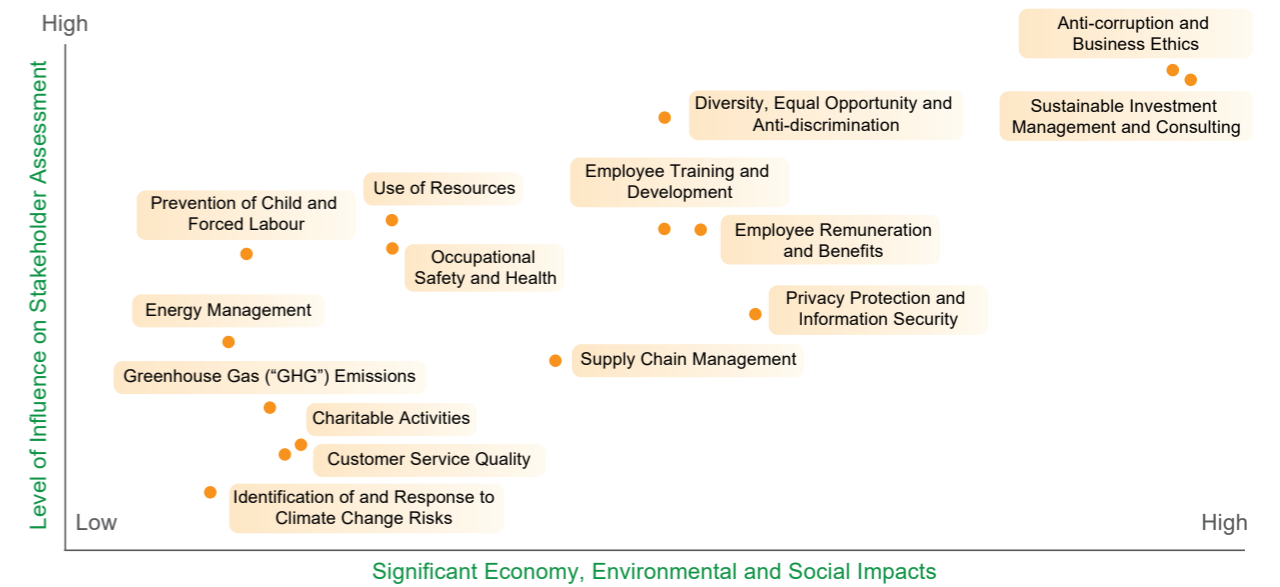 High
Level of Influence on Stakeholder Assessment
Anti-corruption and
Business Ethics
Sustainable Investment
Management and Consulting
Diversity, Equal Opportunity and
Anti-discrimination
Employee Training and
Development
Use of Resources
Prevention of Child and
Forced Labour
Employee Remuneration
and Benefits
Occupational
Safety and Health
Privacy Protection and
Information Security
Energy Management
Supply Chain Management
Greenhouse Gas (“GHG”) Emissions
Charitable Activities
Customer Service Quality
Identification of and Response to
Climate Change Risks
Low
High
Significant Economy, Environmental and Social Impacts